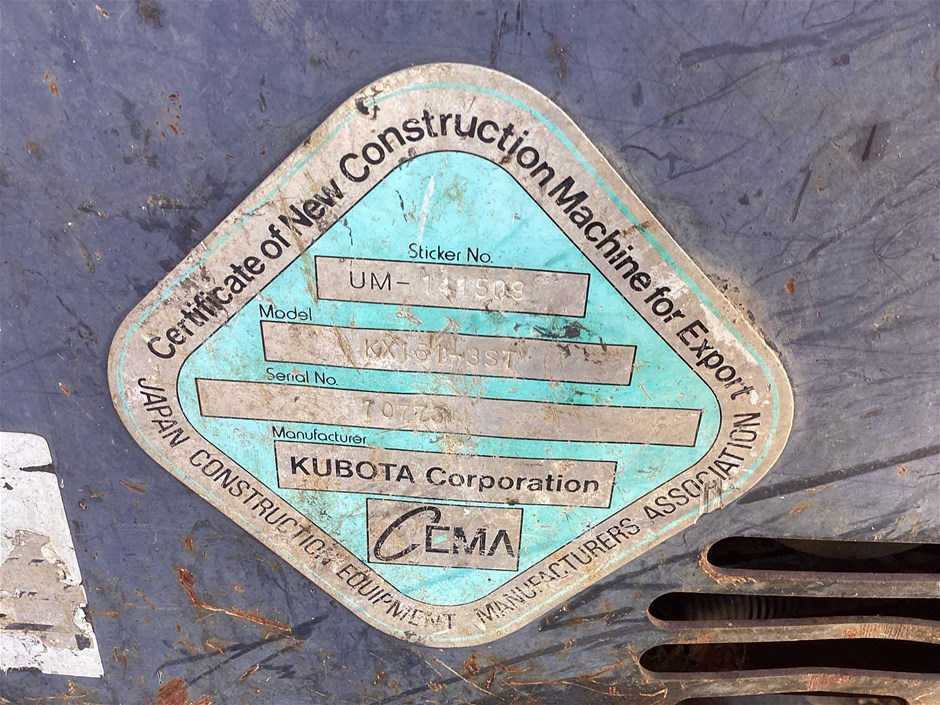 Certificate of New Construction Machine for Export
Sticker No.
UM-
Model
KX161-3ST
Serial No.
Manufacturer
KUBOTA Corporation
CEMA
JAPAN CONSTRUCTION EQUIPMENT MANUFACTURERS ASSOCIATION